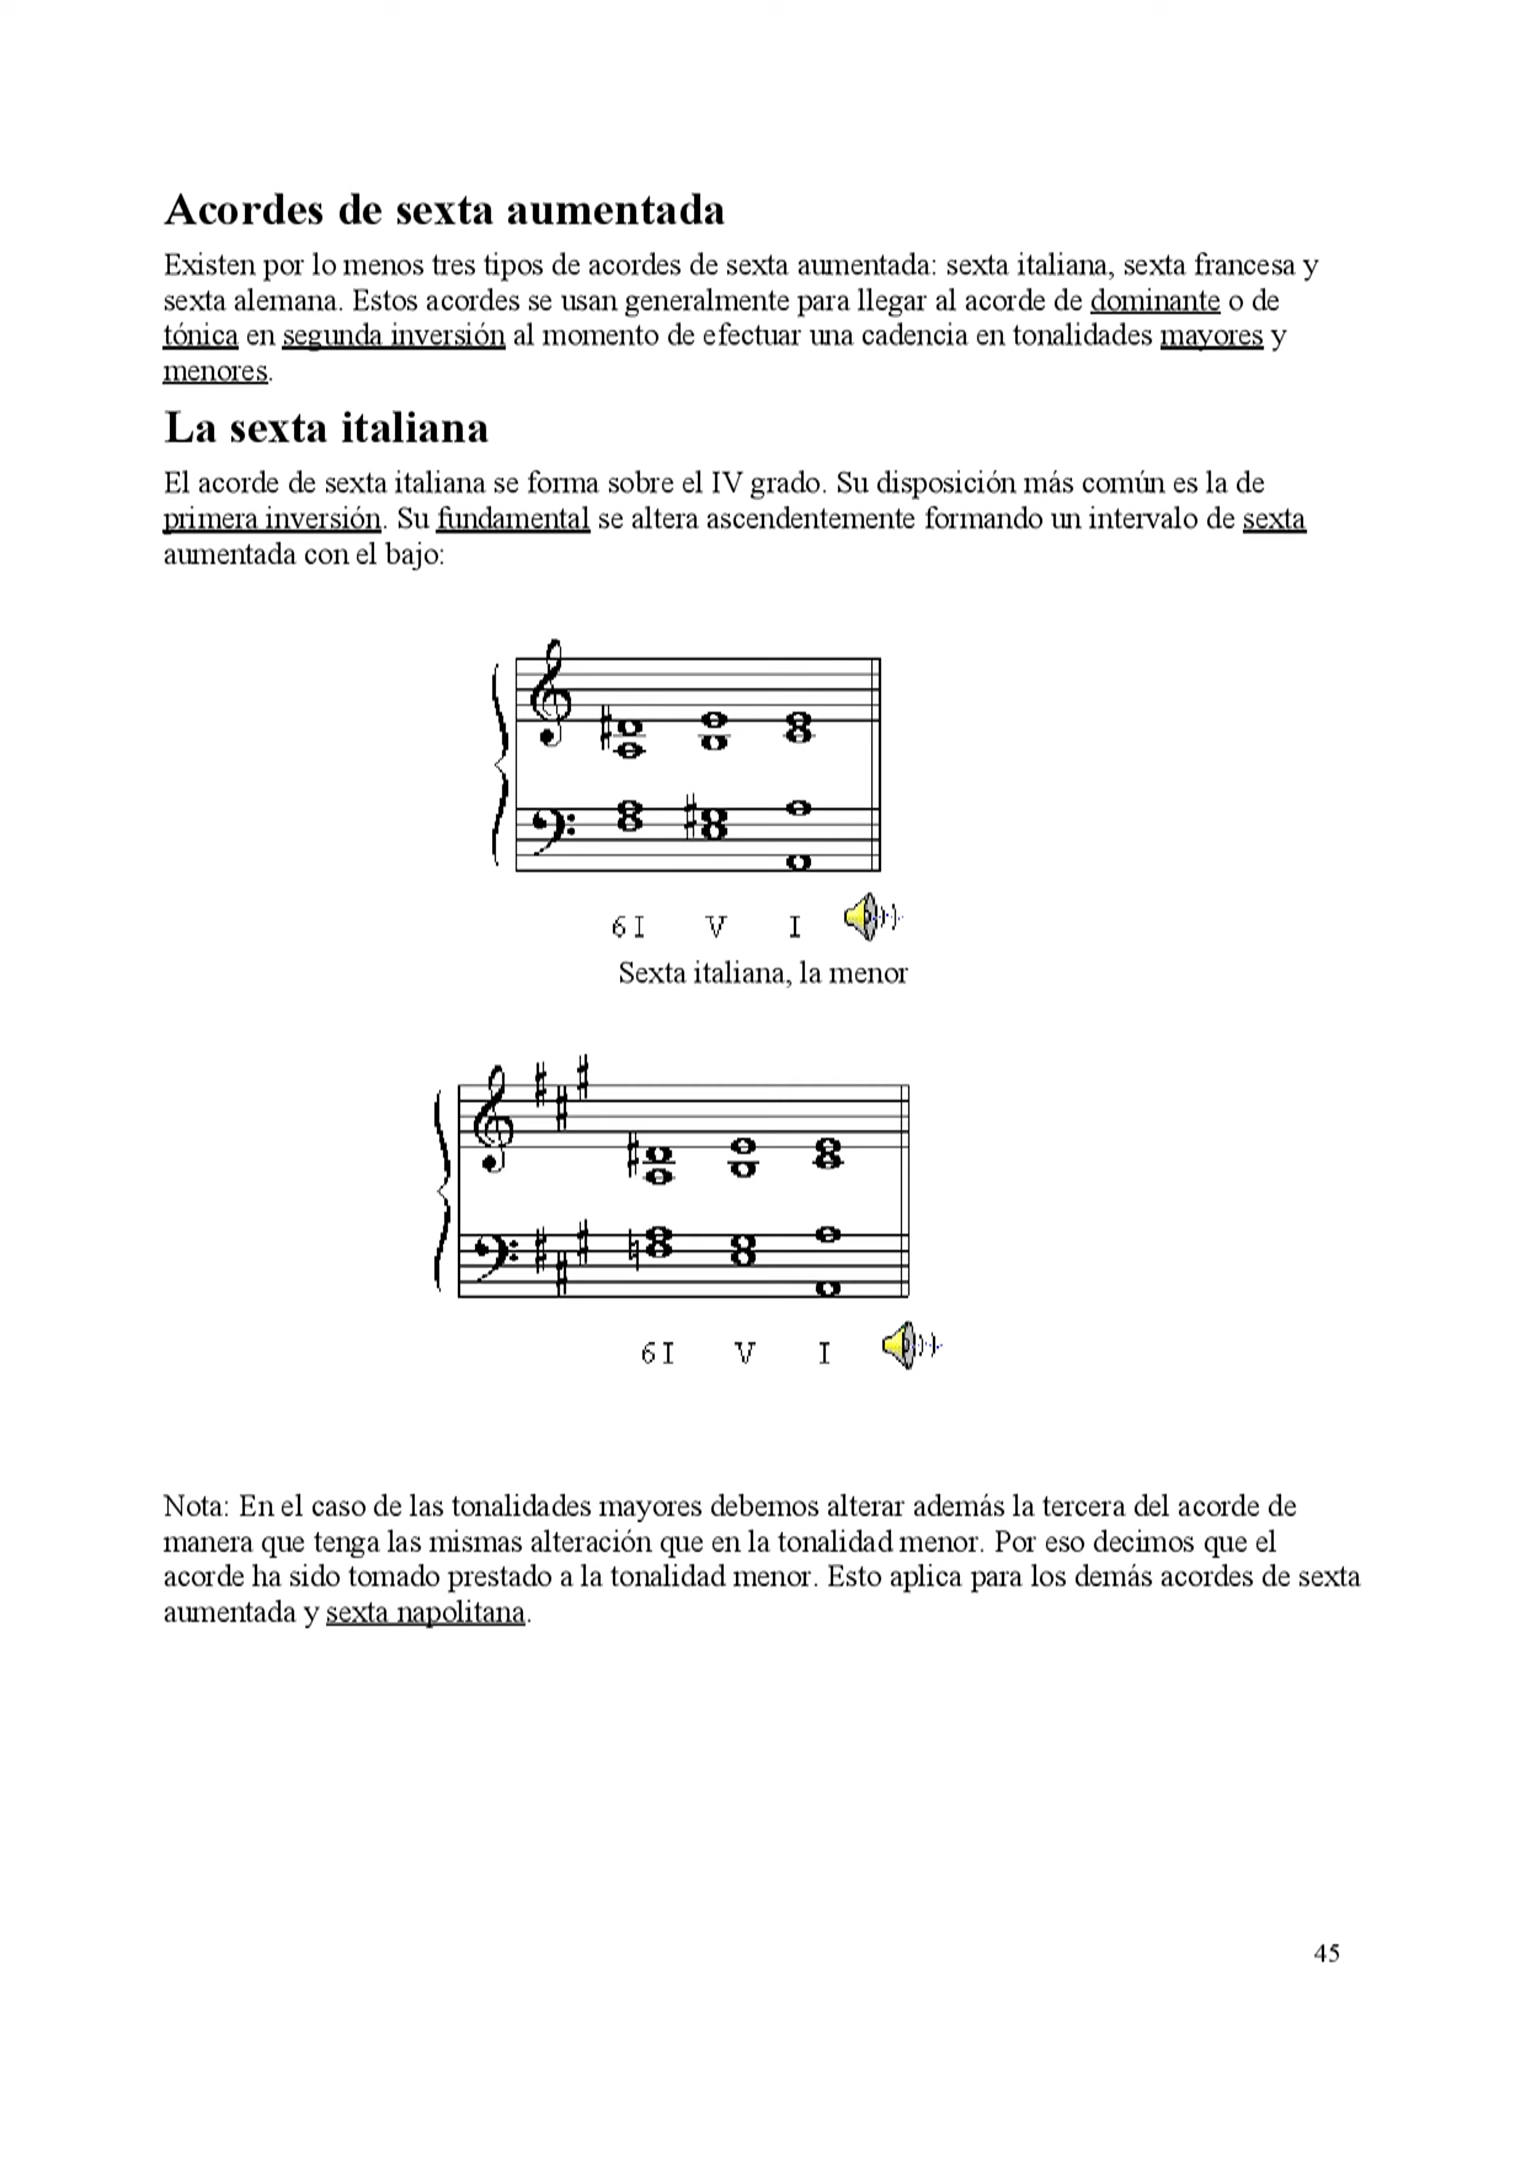 Acordes de sexta aumentada
Existen por lo menos tres tipos de acordes de sexta aumentada: sexta italiana, sexta francesa y
sexta alemana. Estos acordes se usan generalmente para llegar al acorde de dominante o de
tónica en segunda inversión al momento de efectuar una cadencia en tonalidades mayores y
menores.
La sexta italiana
El acorde de sexta italiana se forma sobre el IV grado. Su disposición más común es la de
primera inversión. Su fundamental se altera ascendentemente formando un intervalo de sexta
aumentada con el bajo:
6I V I
Sexta italiana, la menor
6I V I
Nota: En el caso de las tonalidades mayores debemos alterar además la tercera del acorde de
manera que tenga las mismas alteración que en la tonalidad menor. Por eso decimos que el
acorde ha sido tomado prestado a la tonalidad menor. Esto aplica para los demás acordes de sexta
aumentada y sexta napolitana.
45